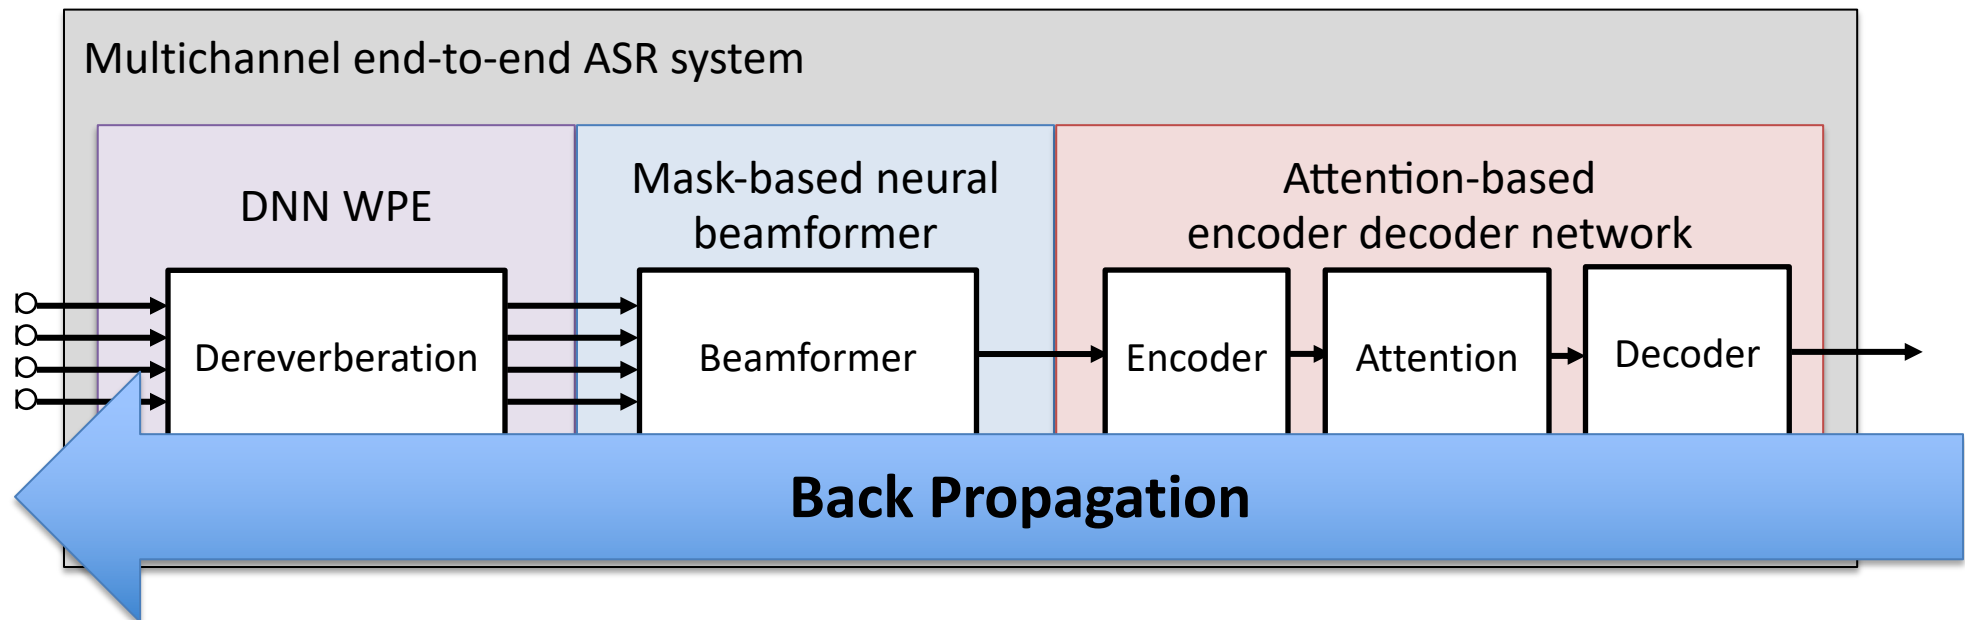 Multichannel end-to-end ASR system
DNN WPE
Mask-based neural
beamformer
Attention-based
encoder decoder network
Dereverberation
Beamformer
Encoder
Attention
Decoder
Back Propagation